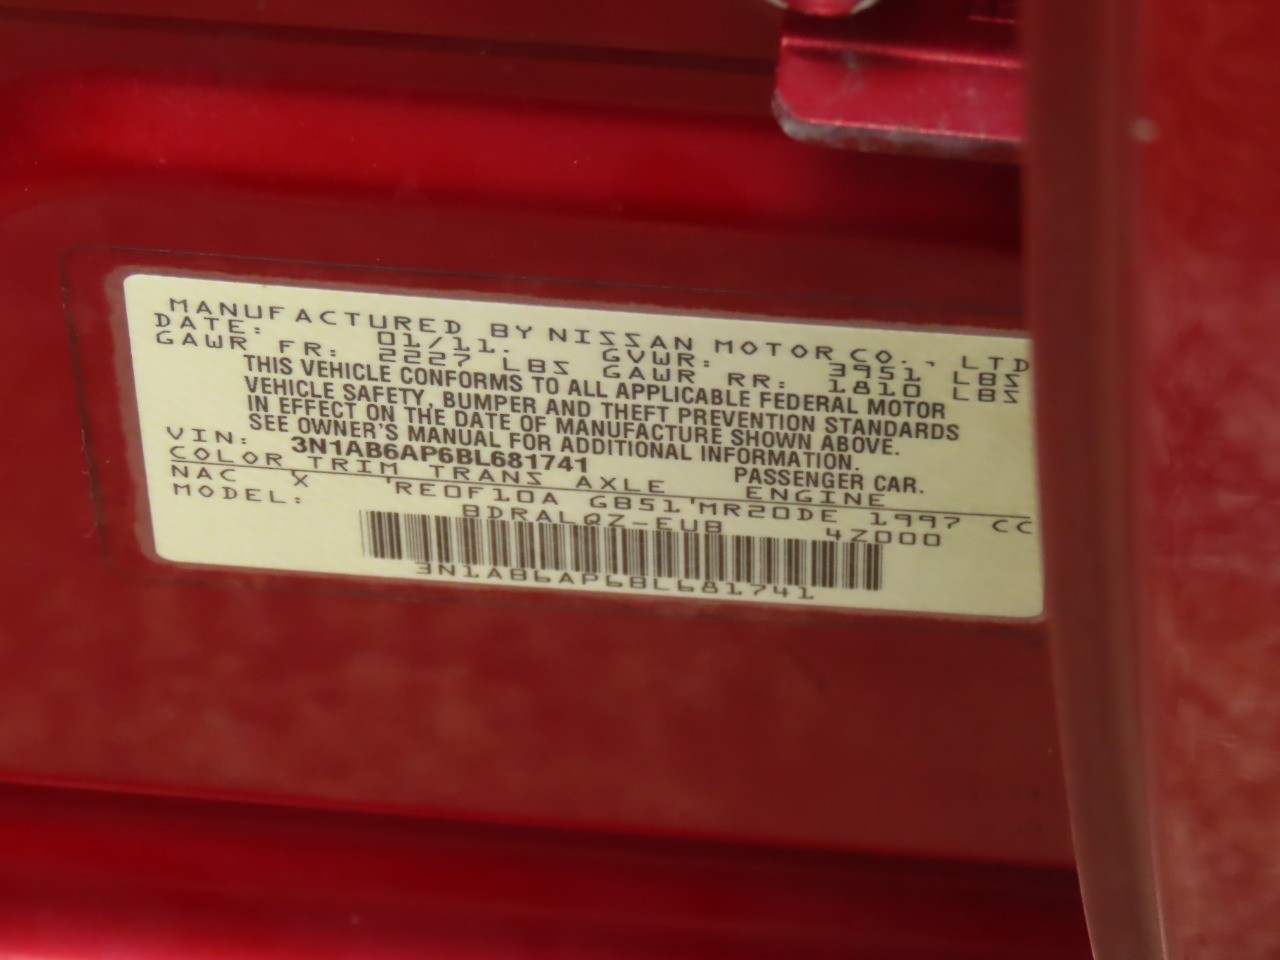 MANUFACTURED BY NISSAN MOTOR CO., LTD
DATE: 01/11. GVWR: 3951 LBS
GAWR FR: 2227 LBS GAWR RR: 1810 LBS
THIS VEHICLE CONFORMS TO ALL APPLICABLE FEDERAL MOTOR
VEHICLE SAFETY, BUMPER AND THEFT PREVENTION STANDARDS
IN EFFECT ON THE DATE OF MANUFACTURE SHOWN ABOVE.
SEE OWNER'S MANUAL FOR ADDITIONAL INFORMATION.
VIN: 3N1AB6AP6BL681741 PASSENGER CAR.
COLOR TRIM TRANS AXLE ENGINE
NAC X RE0F10A GB51 MR20DE 1997 CC
MODEL: BDRALQZ-EUB 4Z000
3N1AB6AP6BL681741